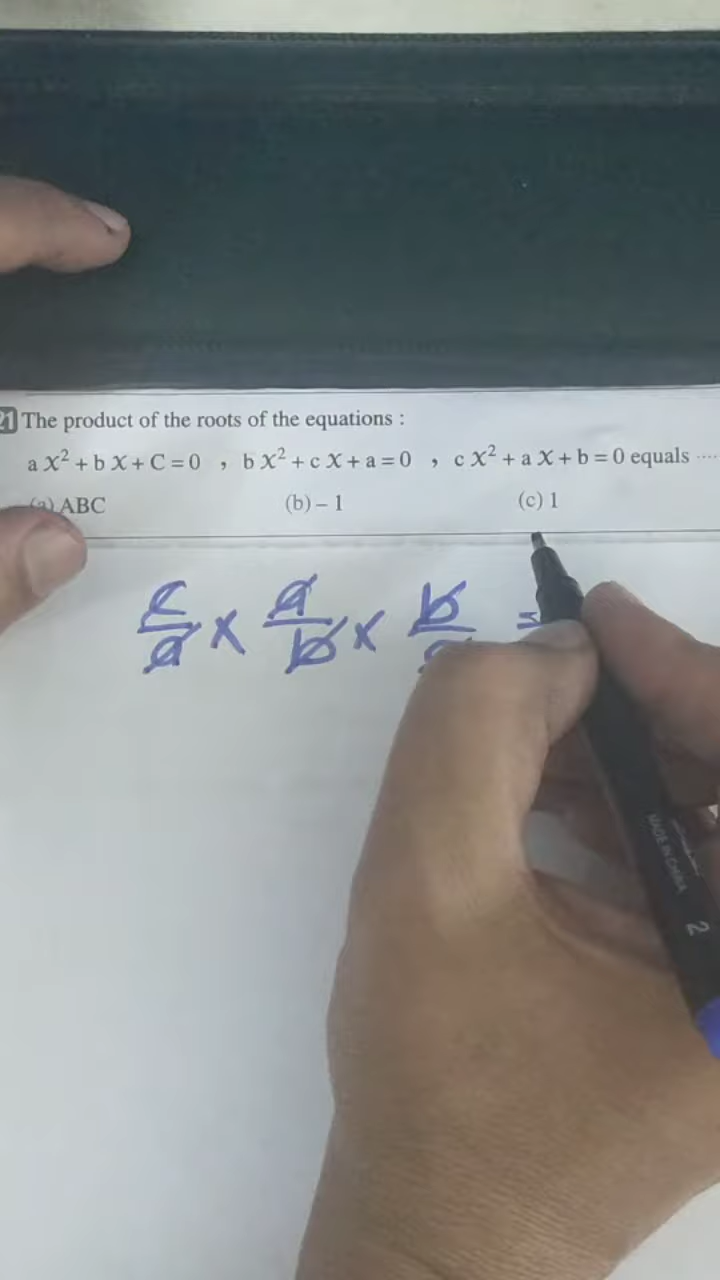 21 The product of the roots of the equations :
a x² + b x + C = 0 , b x² + c x + a = 0 , c x² + a x + b = 0 equals ....
(a) ABC (b) – 1 (c) 1
c/a × a/b × b/ =
MADE IN CHINA 2